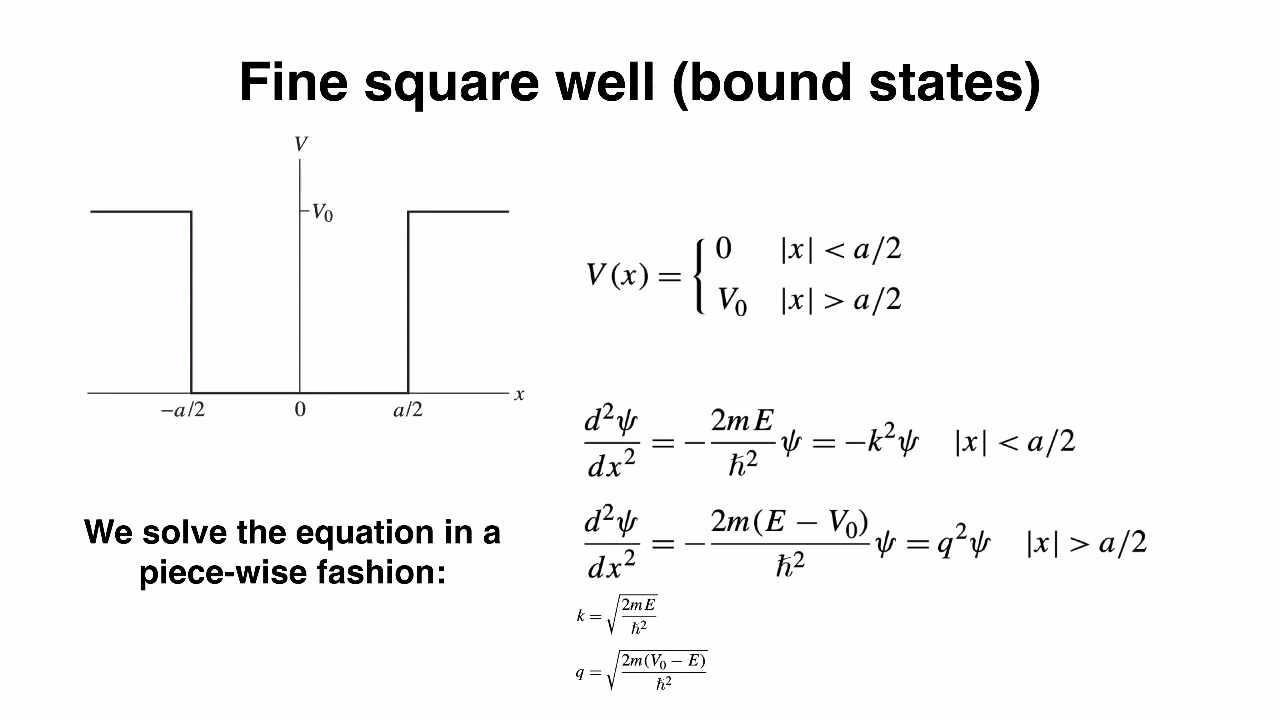 Fine square well (bound states)
V
V₀
−a/2 0 a/2 x
V(x) = { 0 |x| < a/2
V₀ |x| > a/2
d²ψ/dx² = −(2mE/ℏ²)ψ = −k²ψ |x| < a/2
d²ψ/dx² = −(2m(E − V₀)/ℏ²)ψ = q²ψ |x| > a/2
We solve the equation in a
piece-wise fashion:
k = √(2mE/ℏ²)
q = √(2m(V₀ − E)/ℏ²)